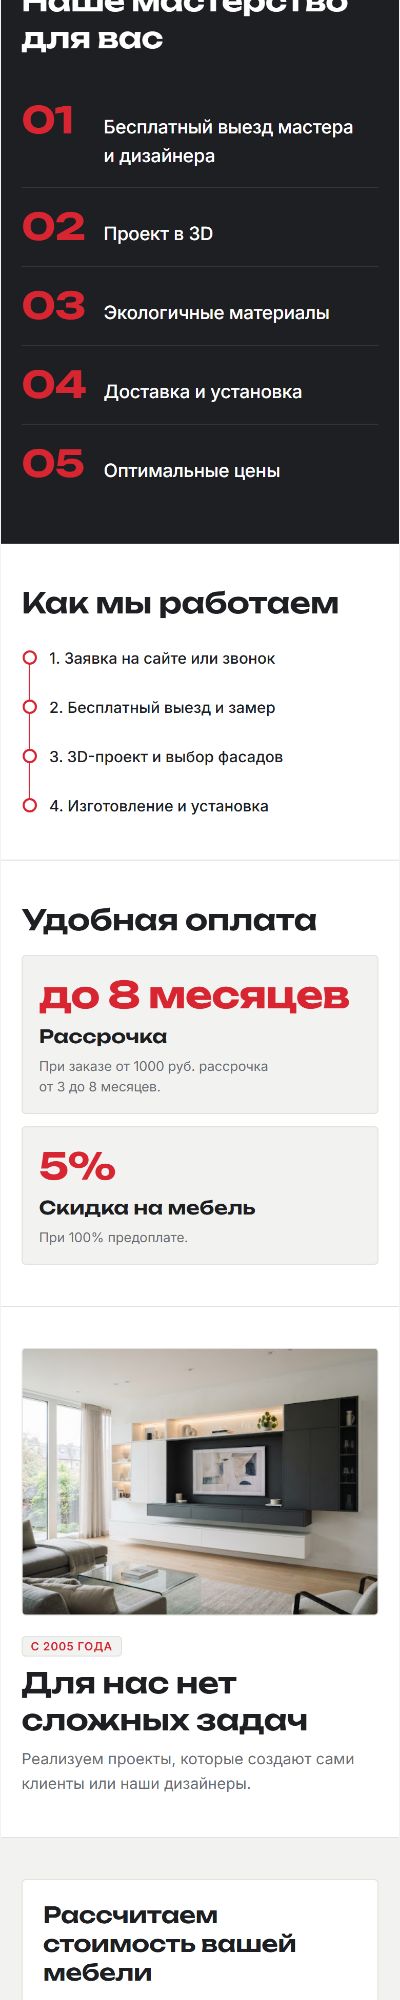 Наше мастерство
для вас
01
Бесплатный выезд мастера
и дизайнера
02
Проект в 3D
03
Экологичные материалы
04
Доставка и установка
05
Оптимальные цены
Как мы работаем
1. Заявка на сайте или звонок
2. Бесплатный выезд и замер
3. 3D-проект и выбор фасадов
4. Изготовление и установка
Удобная оплата
до 8 месяцев
Рассрочка
При заказе от 1000 руб. рассрочка
от 3 до 8 месяцев.
5%
Скидка на мебель
При 100% предоплате.
С 2005 ГОДА
Для нас нет
сложных задач
Реализуем проекты, которые создают сами
клиенты или наши дизайнеры.
Рассчитаем
стоимость вашей
мебели